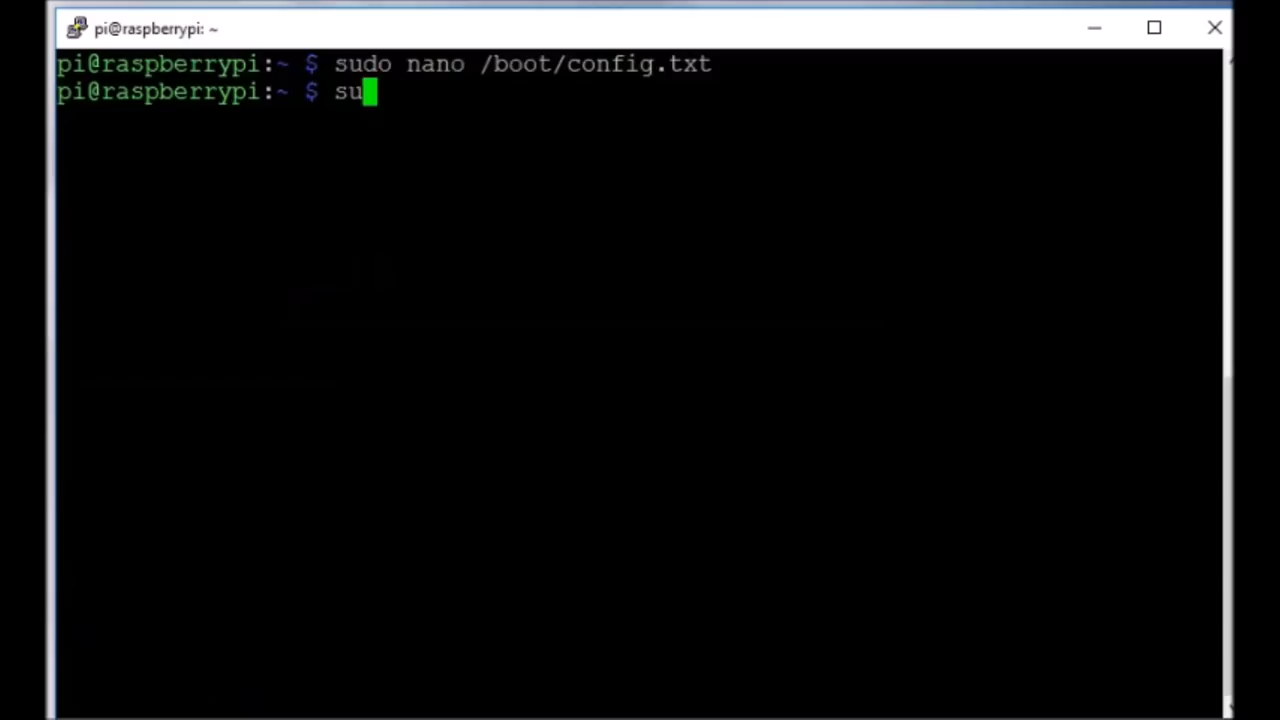 pi@raspberrypi: ~
pi@raspberrypi:~ $ sudo nano /boot/config.txt
pi@raspberrypi:~ $ su